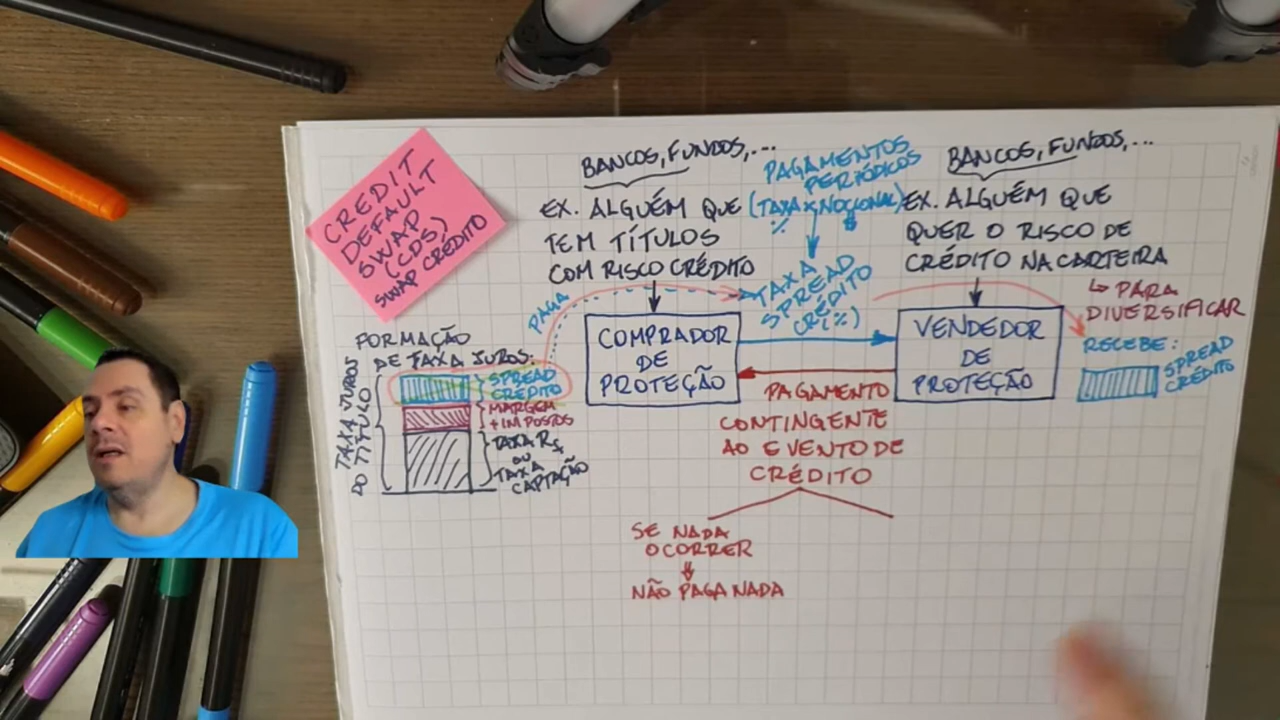 CREDIT
DEFAULT
SWAP
(CDS)
SWAP CRÉDITO
BANCOS, FUNDOS,...
EX. ALGUÉM QUE
TEM TÍTULOS
COM RISCO CRÉDITO
PAGAMENTOS
PERIÓDICOS
(TAXA x NOCIONAL)
% $
TAXA
SPREAD
CRÉDITO
(%)
BANCOS, FUNDOS,...
EX. ALGUÉM QUE
QUER O RISCO DE
CRÉDITO NA CARTEIRA
↳ PARA
DIVERSIFICAR
PAGA
COMPRADOR
DE
PROTEÇÃO
VENDEDOR
DE
PROTEÇÃO
RECEBE:
SPREAD
CRÉDITO
FORMAÇÃO
DE TAXA JUROS:
TAXA JUROS
DO TÍTULO
SPREAD
CRÉDITO
MARGEM
+ IMPOSTOS
TAXA Rf
OU
TAXA
CAPTAÇÃO
PAGAMENTO
CONTINGENTE
AO EVENTO DE
CRÉDITO
SE NADA
OCORRER
NÃO PAGA NADA